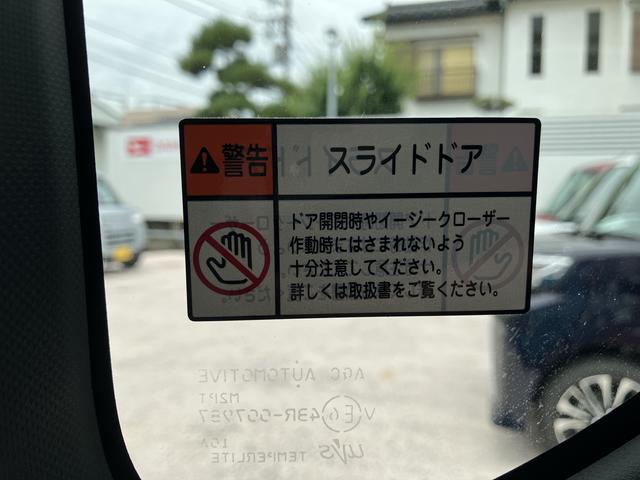 警告
スライドドア
ドア開閉時やイージークローザー
作動時にはさまれないよう
十分注意してください。
詳しくは取扱書をご覧ください。
AGC AUTOMOTIVE
M2PT
E6 43R-007957
TEMPERLITE